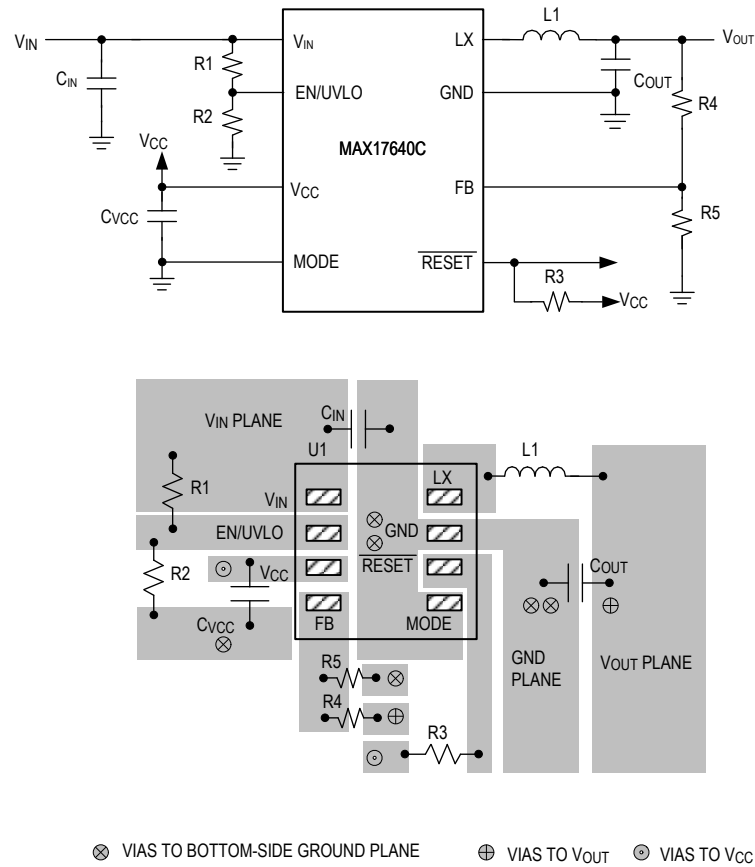 L1
VIN VIN LX VOUT
R1
CIN COUT
EN/UVLO GND R4
R2
VCC MAX17640C
VCC FB
CVCC R5
MODE RESET
R3
VCC
VIN PLANE CIN
U1 L1
LX
R1 VIN
EN/UVLO GND
R2 VCC RESET COUT
CVCC FB MODE
R5 GND PLANE VOUT PLANE
R4
R3
VIAS TO BOTTOM-SIDE GROUND PLANE VIAS TO VOUT VIAS TO VCC